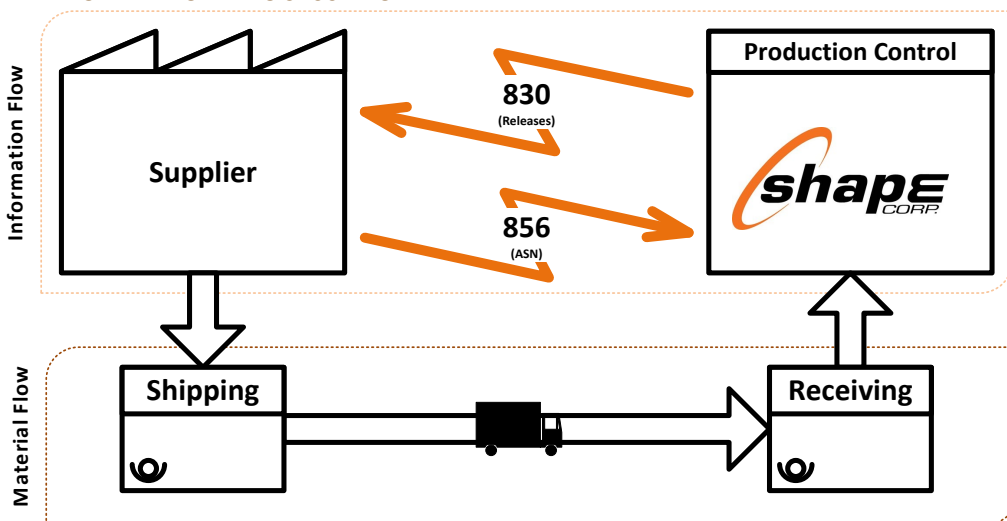 Information Flow
Supplier
830
(Releases)
856
(ASN)
Production Control
shape
CORP.
Material Flow
Shipping
Receiving